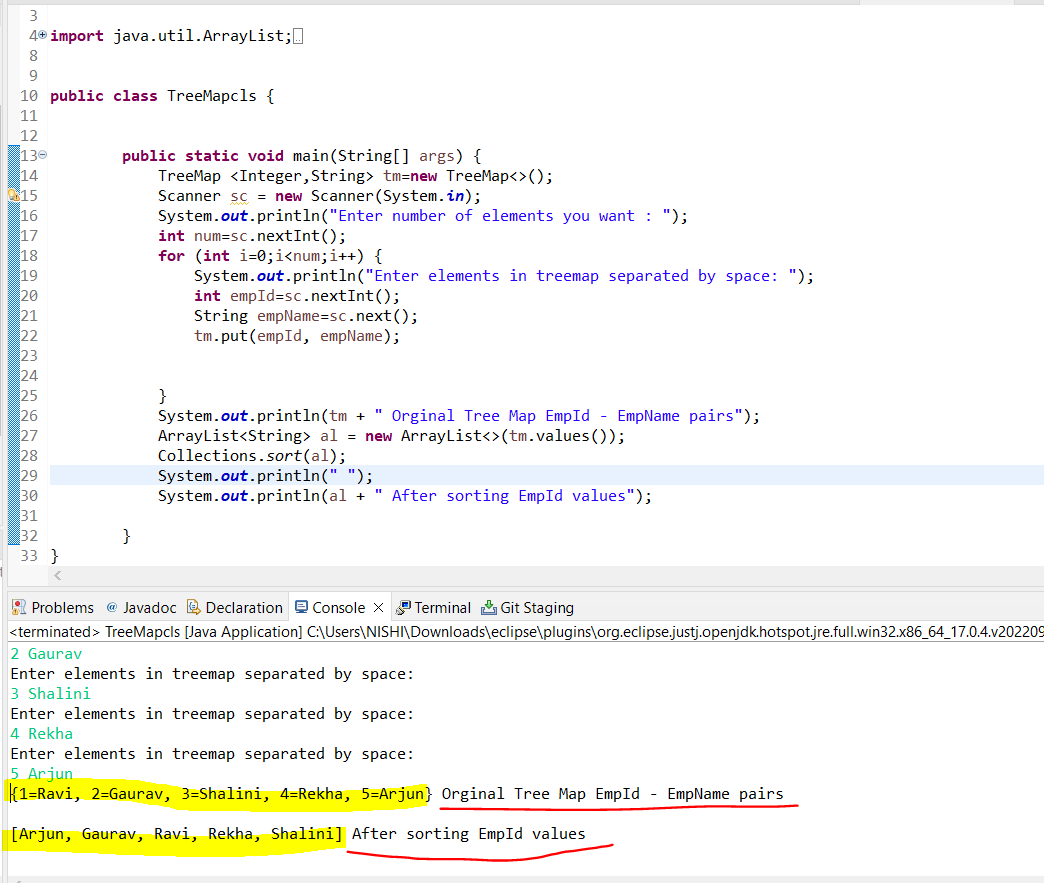 3
4 import java.util.ArrayList;
8
9
10 public class TreeMapcls {
11
12
13 public static void main(String[] args) {
14 TreeMap <Integer,String> tm=new TreeMap<>();
15 Scanner sc = new Scanner(System.in);
16 System.out.println("Enter number of elements you want : ");
17 int num=sc.nextInt();
18 for (int i=0;i<num;i++) {
19 System.out.println("Enter elements in treemap separated by space: ");
20 int empId=sc.nextInt();
21 String empName=sc.next();
22 tm.put(empId, empName);
23
24
25 }
26 System.out.println(tm + " Orginal Tree Map EmpId - EmpName pairs");
27 ArrayList<String> al = new ArrayList<>(tm.values());
28 Collections.sort(al);
29 System.out.println(" ");
30 System.out.println(al + " After sorting EmpId values");
31
32 }
33 }
Problems @ Javadoc Declaration Console Terminal Git Staging
<terminated> TreeMapcls [Java Application] C:\Users\NISHI\Downloads\eclipse\plugins\org.eclipse.justj.openjdk.hotspot.jre.full.win32.x86_64_17.0.4.v202209
2 Gaurav
Enter elements in treemap separated by space:
3 Shalini
Enter elements in treemap separated by space:
4 Rekha
Enter elements in treemap separated by space:
5 Arjun
{1=Ravi, 2=Gaurav, 3=Shalini, 4=Rekha, 5=Arjun} Orginal Tree Map EmpId - EmpName pairs
[Arjun, Gaurav, Ravi, Rekha, Shalini] After sorting EmpId values